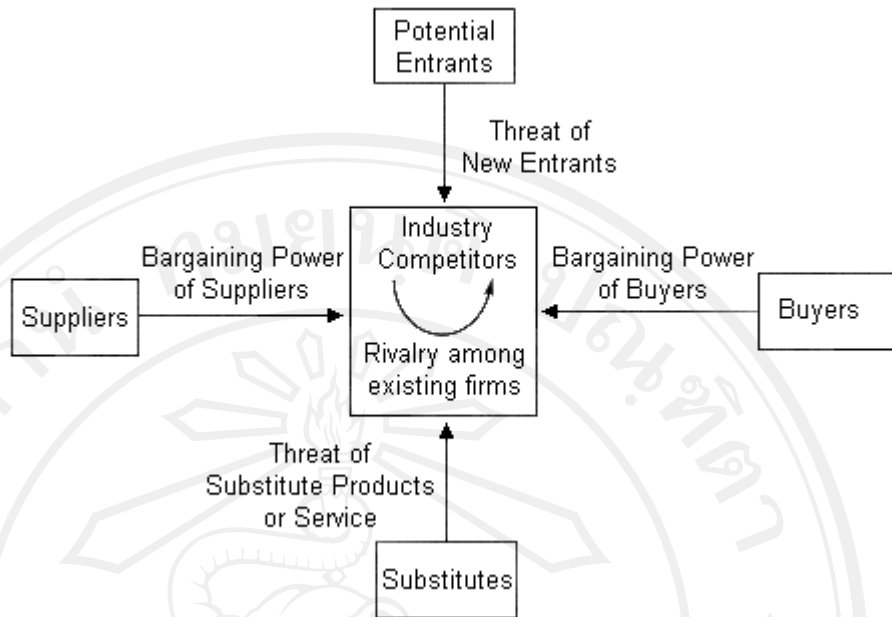 Potential
Entrants
Threat of
New Entrants
Industry
Competitors
Bargaining Power
of Suppliers
Bargaining Power
of Buyers
Suppliers
Buyers
Rivalry among
existing firms
Threat of
Substitute Products
or Service
Substitutes